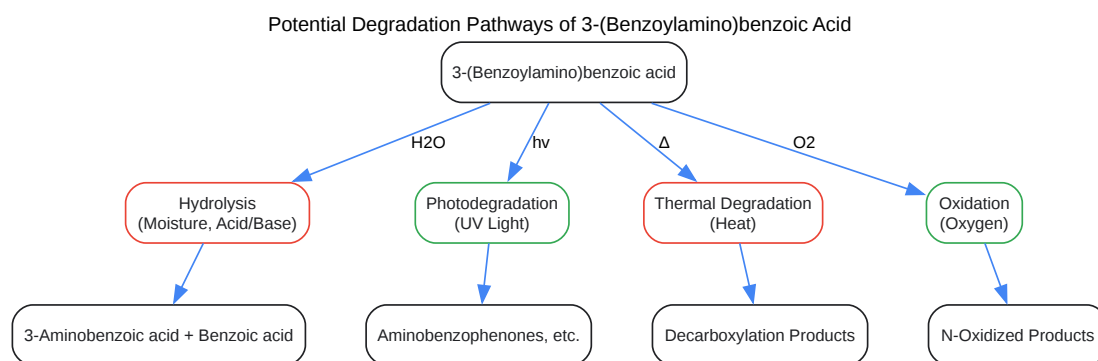 Potential Degradation Pathways of 3-(Benzoylamino)benzoic Acid
3-(Benzoylamino)benzoic acid
H2O
hv
Δ
O2
Hydrolysis
(Moisture, Acid/Base)
Photodegradation
(UV Light)
Thermal Degradation
(Heat)
Oxidation
(Oxygen)
3-Aminobenzoic acid + Benzoic acid
Aminobenzophenones, etc.
Decarboxylation Products
N-Oxidized Products